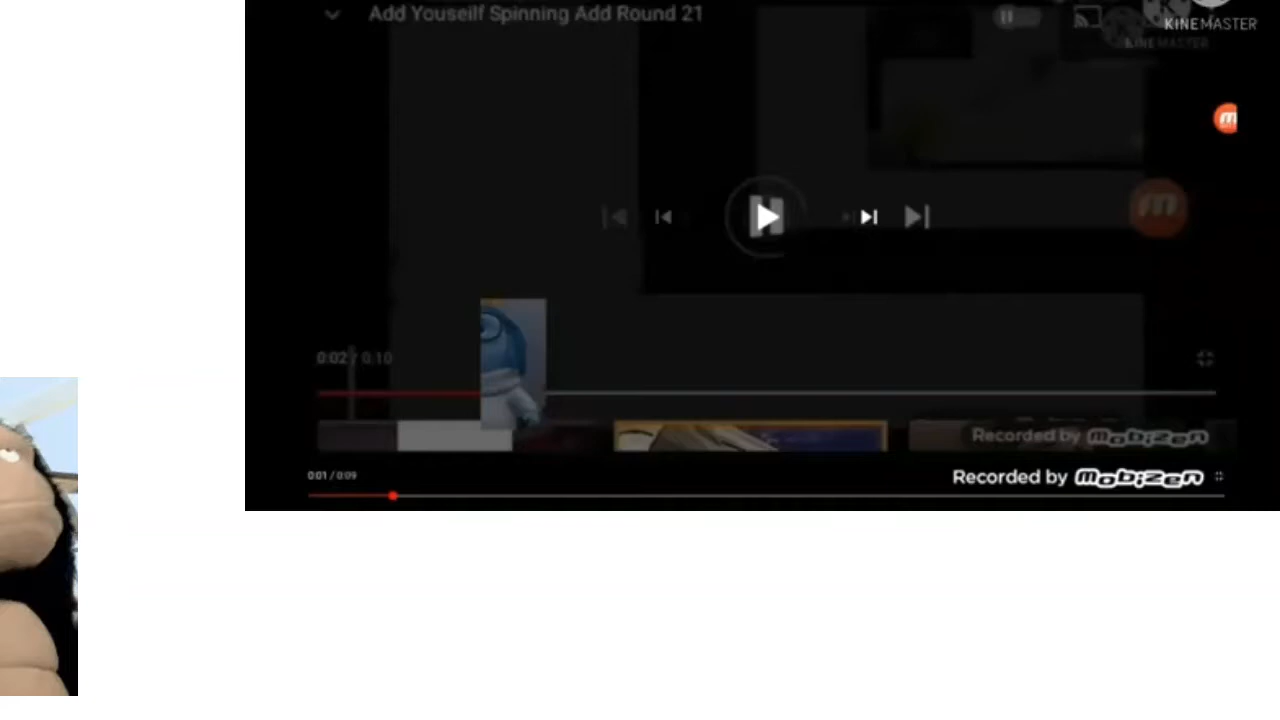 Add Youseilf Spinning Add Round 21
KINEMASTER
KINEMASTER
0:02 / 0:10
Recorded by Mobizen
0:01 / 0:09
Recorded by Mobizen